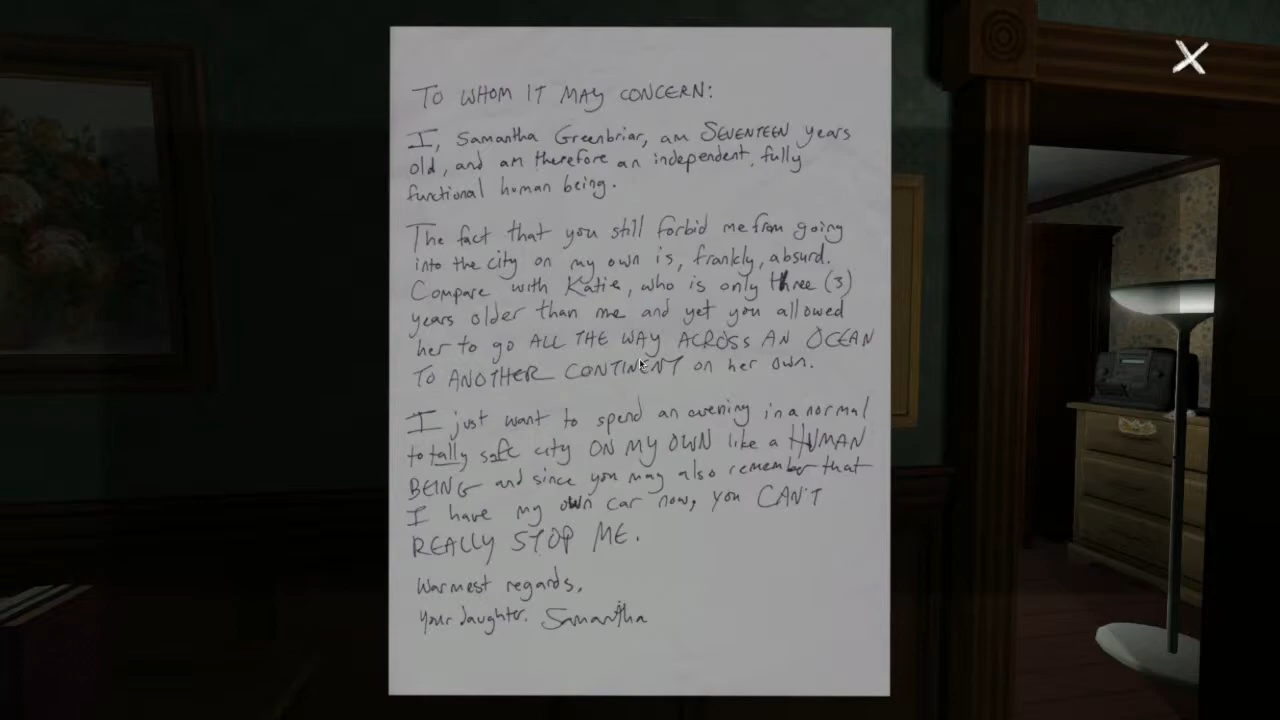 TO WHOM IT MAY CONCERN:
I, Samantha Greenbriar, am SEVENTEEN years
old, and am therefore an independent, fully
functional human being.
The fact that you still forbid me from going
into the city on my own is, frankly, absurd.
Compare with Katie, who is only three (3)
years older than me and yet you allowed
her to go ALL THE WAY ACROSS AN OCEAN
TO ANOTHER CONTINENT on her own.
I just want to spend an evening in a normal
totally safe city ON MY OWN like a HUMAN
BEING and since you may also remember that
I have my own car now, you CAN'T
REALLY STOP ME.
Warmest regards,
Your daughter. Samantha